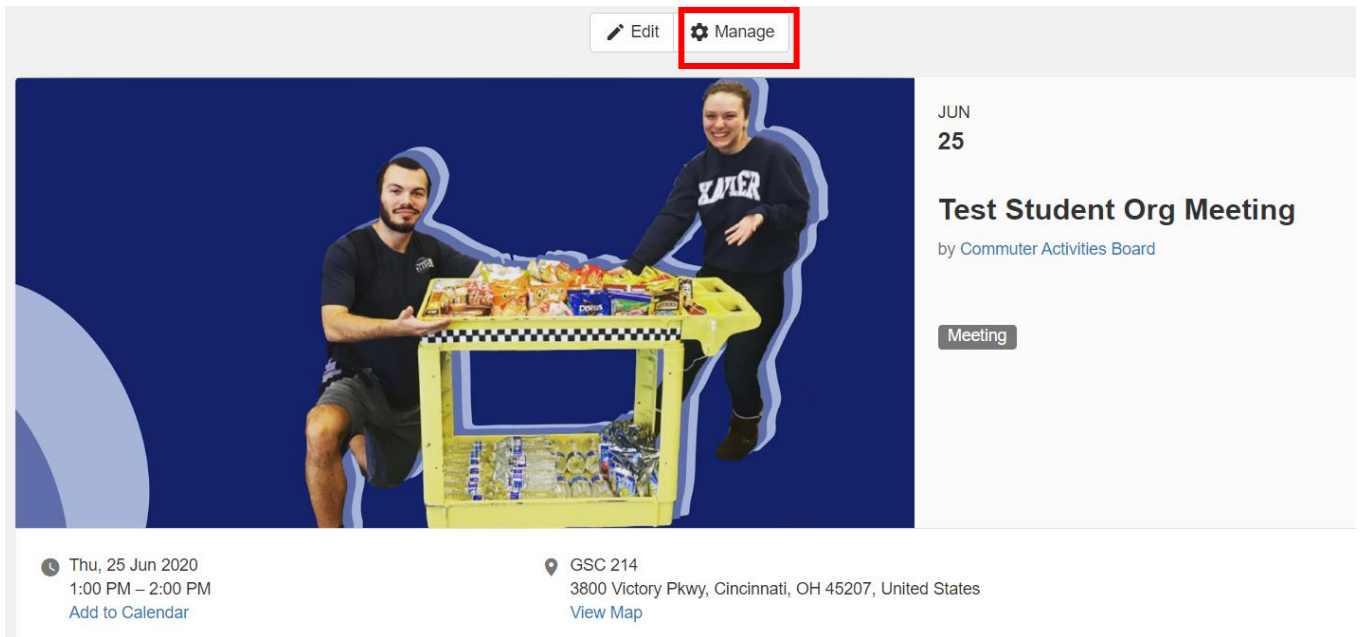 Edit Manage
JUN
25
Test Student Org Meeting
by Commuter Activities Board
Meeting
XAVIER
Doritos
Thu, 25 Jun 2020
1:00 PM – 2:00 PM
Add to Calendar
GSC 214
3800 Victory Pkwy, Cincinnati, OH 45207, United States
View Map